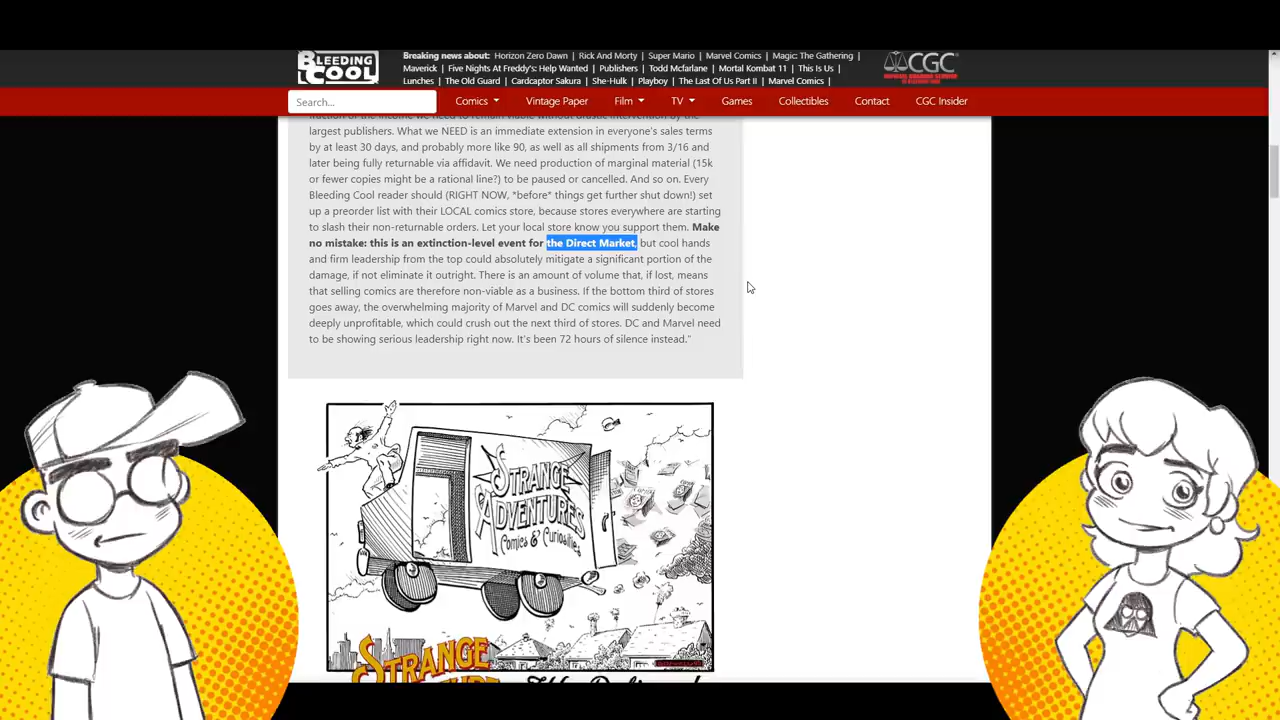 BLEEDING
COOL
Breaking news about: Horizon Zero Dawn | Rick And Morty | Super Mario | Marvel Comics | Magic: The Gathering |
Maverick | Five Nights At Freddy's: Help Wanted | Publishers | Todd Mcfarlane | Mortal Kombat 11 | This Is Us |
Lunches | The Old Guard | Cardcaptor Sakura | She-Hulk | Playboy | The Last Of Us Part II | Marvel Comics |
CGC
Search...
Comics
Vintage Paper
Film
TV
Games
Collectibles
Contact
CGC Insider
fraction of the income we need to remain viable without drastic intervention by the
largest publishers. What we NEED is an immediate extension in everyone's sales terms
by at least 30 days, and probably more like 90, as well as all shipments from 3/16 and
later being fully returnable via affidavit. We need production of marginal material (15k
or fewer copies might be a rational line?) to be paused or cancelled. And so on. Every
Bleeding Cool reader should (RIGHT NOW, *before* things get further shut down!) set
up a preorder list with their LOCAL comics store, because stores everywhere are starting
to slash their non-returnable orders. Let your local store know you support them. Make
no mistake: this is an extinction-level event for the Direct Market, but cool hands
and firm leadership from the top could absolutely mitigate a significant portion of the
damage, if not eliminate it outright. There is an amount of volume that, if lost, means
that selling comics are therefore non-viable as a business. If the bottom third of stores
goes away, the overwhelming majority of Marvel and DC comics will suddenly become
deeply unprofitable, which could crush out the next third of stores. DC and Marvel need
to be showing serious leadership right now. It's been 72 hours of silence instead."
STRANGE
ADVENTURES
Comics & Curiosities
STRANGE